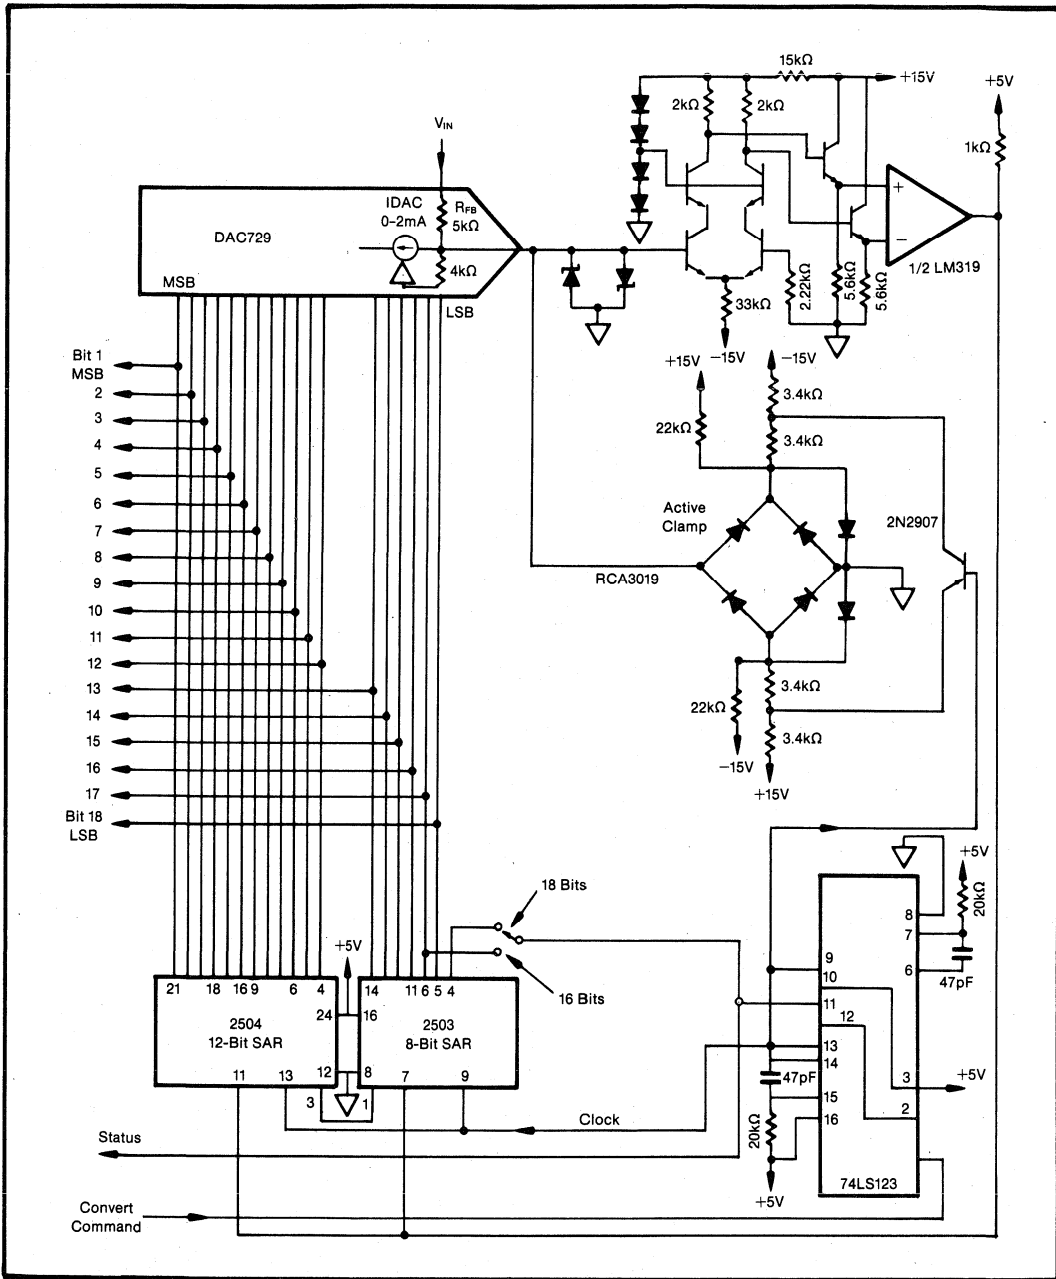 15kΩ
+15V
+5V
2kΩ
2kΩ
1kΩ
VIN
IDAC
0–2mA
RFB
5kΩ
DAC729
4kΩ
MSB
LSB
+
−
1/2 LM319
33kΩ
2.22kΩ
5.6kΩ
5.6kΩ
−15V
+15V
−15V
3.4kΩ
22kΩ
3.4kΩ
Bit 1
MSB
2
3
4
5
6
7
8
9
10
11
12
13
14
15
16
17
Bit 18
LSB
Active
Clamp
2N2907
RCA3019
3.4kΩ
22kΩ
3.4kΩ
−15V
+15V
+5V
20kΩ
18 Bits
16 Bits
+5V
8
7
6
47pF
9
10
11
12
13
14
15
16
3
2
+5V
74LS123
47pF
20kΩ
+5V
21
18
16
9
6
4
24
2504
12-Bit SAR
12
11
13
3
14
11
6
5
4
16
2503
8-Bit SAR
8
7
9
1
Clock
Status
Convert
Command